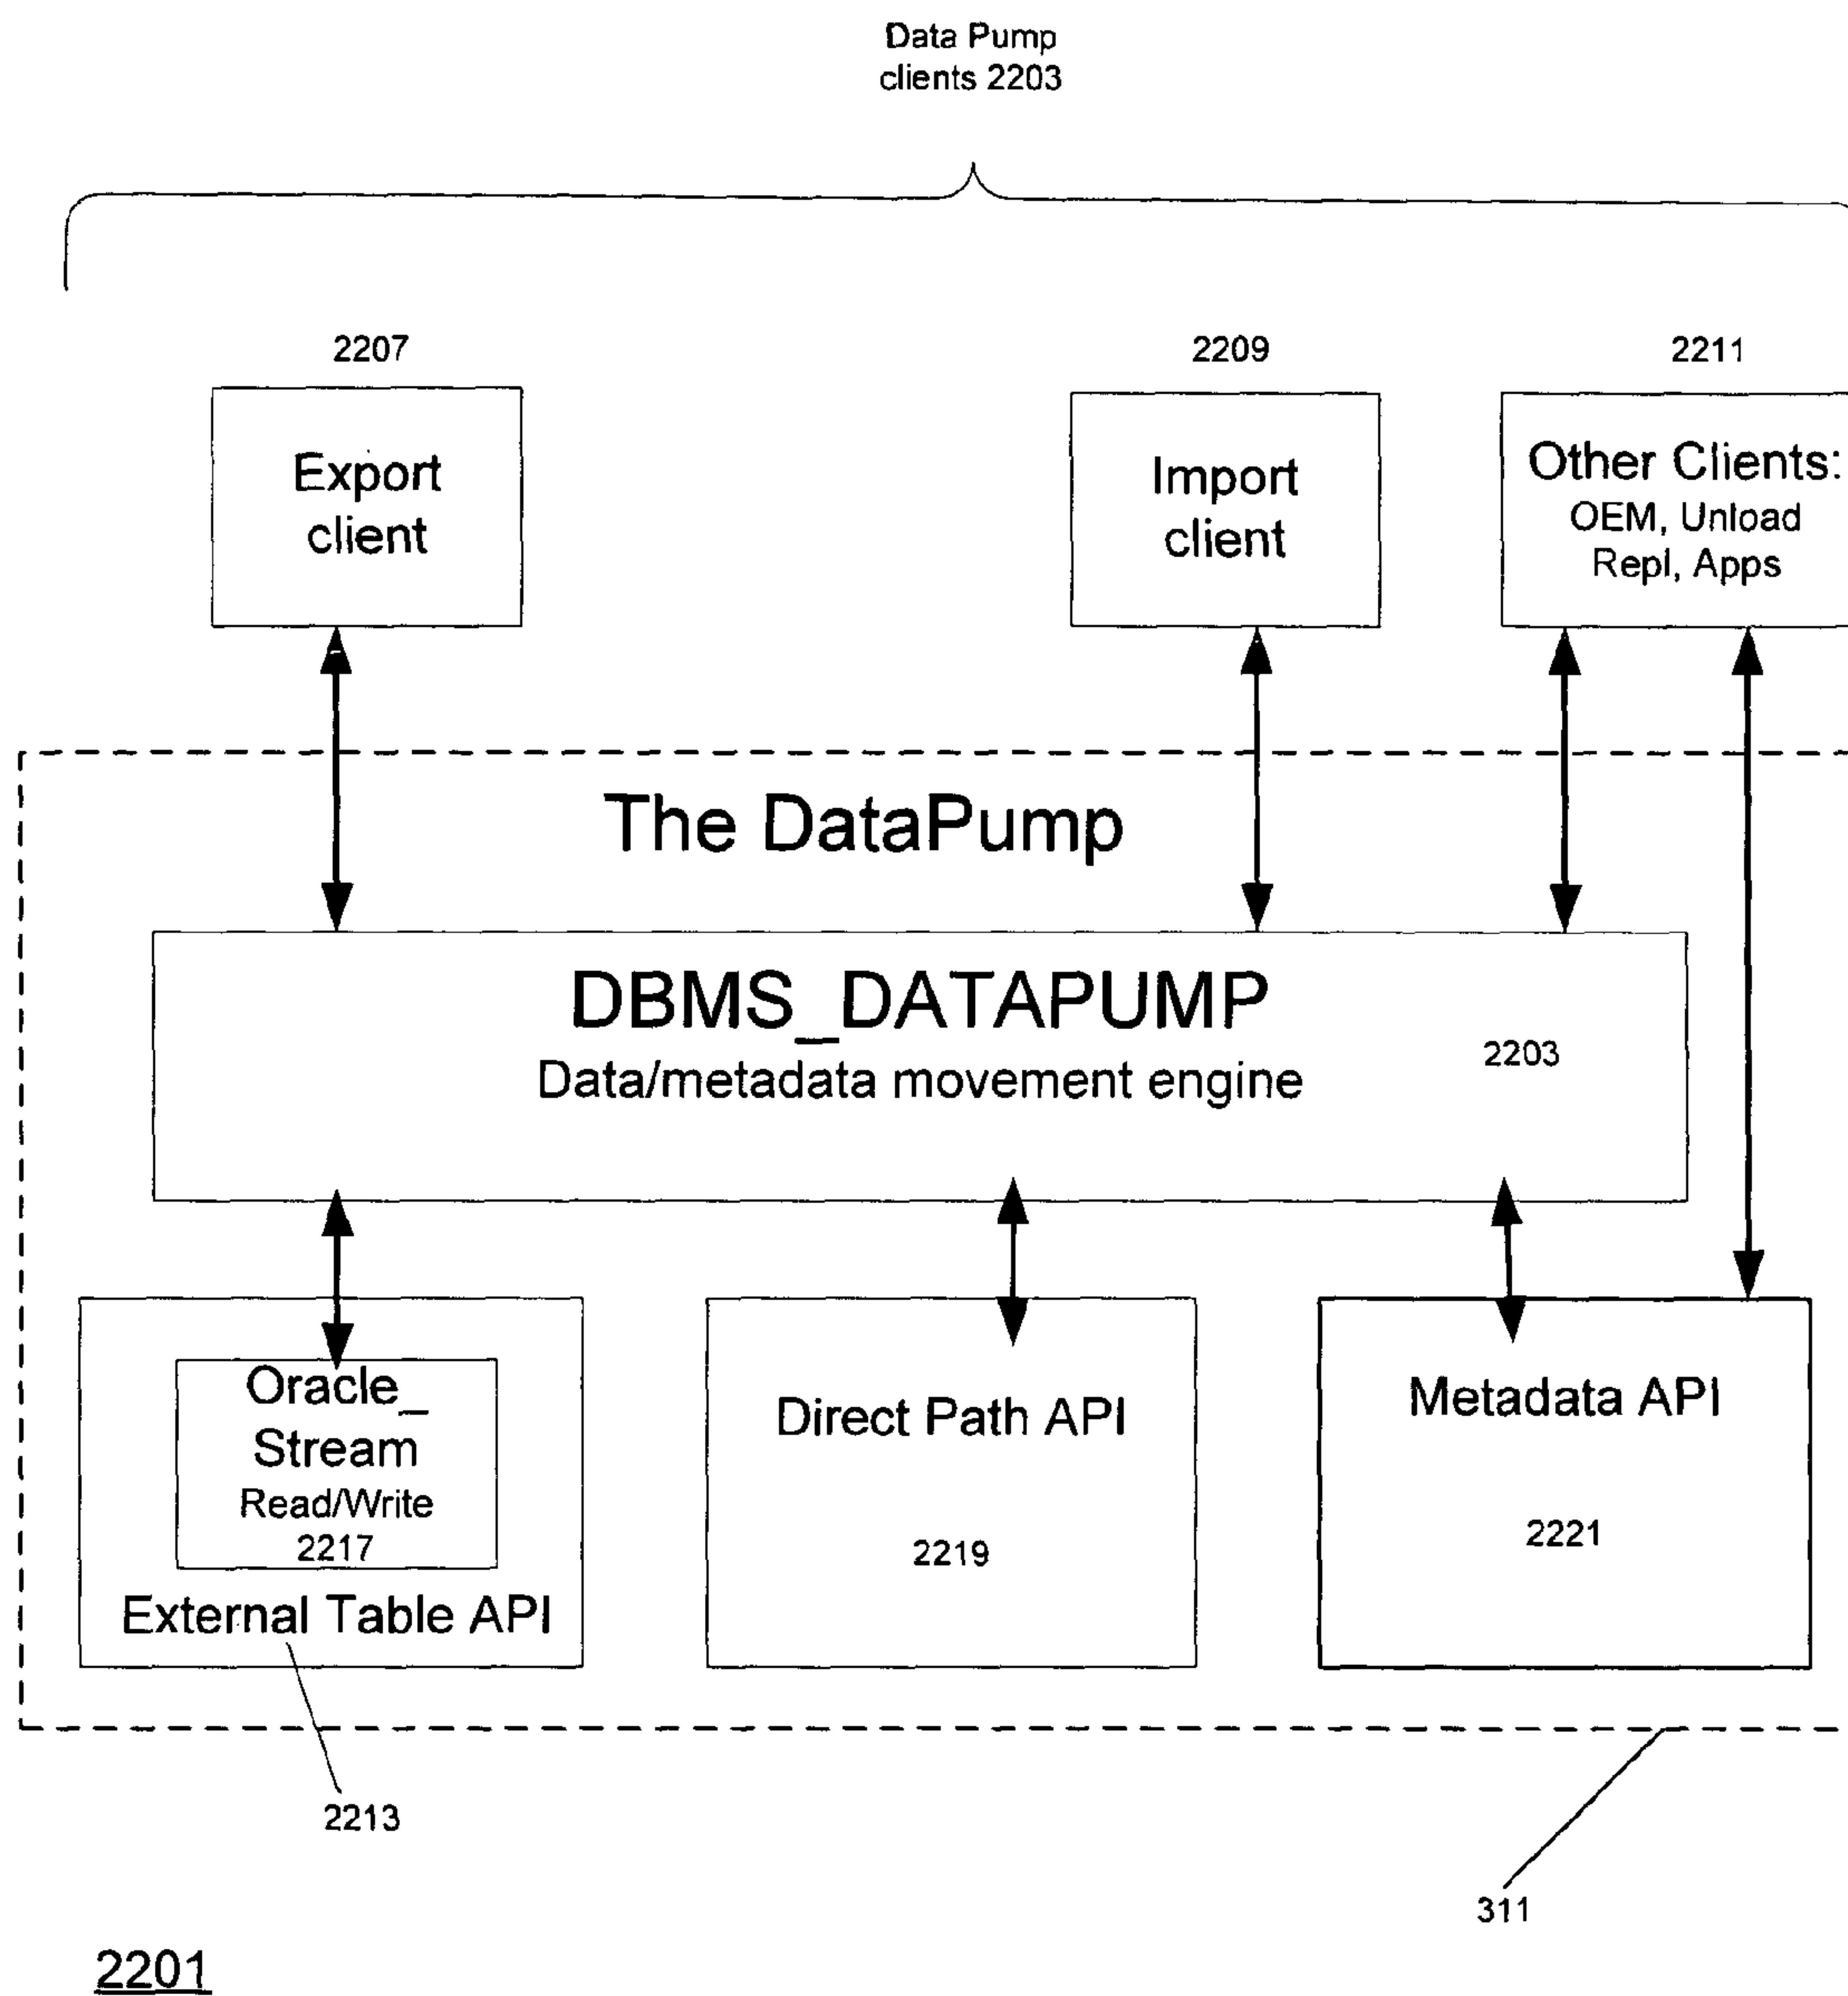 Data Pump
clients 2203
2207
2209
2211
Export
client
Import
client
Other Clients:
OEM, Unload
Repl, Apps
The DataPump
DBMS_DATAPUMP
Data/metadata movement engine
2203
Oracle_
Stream
Read/Write
2217
External Table API
Direct Path API
2219
Metadata API
2221
2213
311
2201